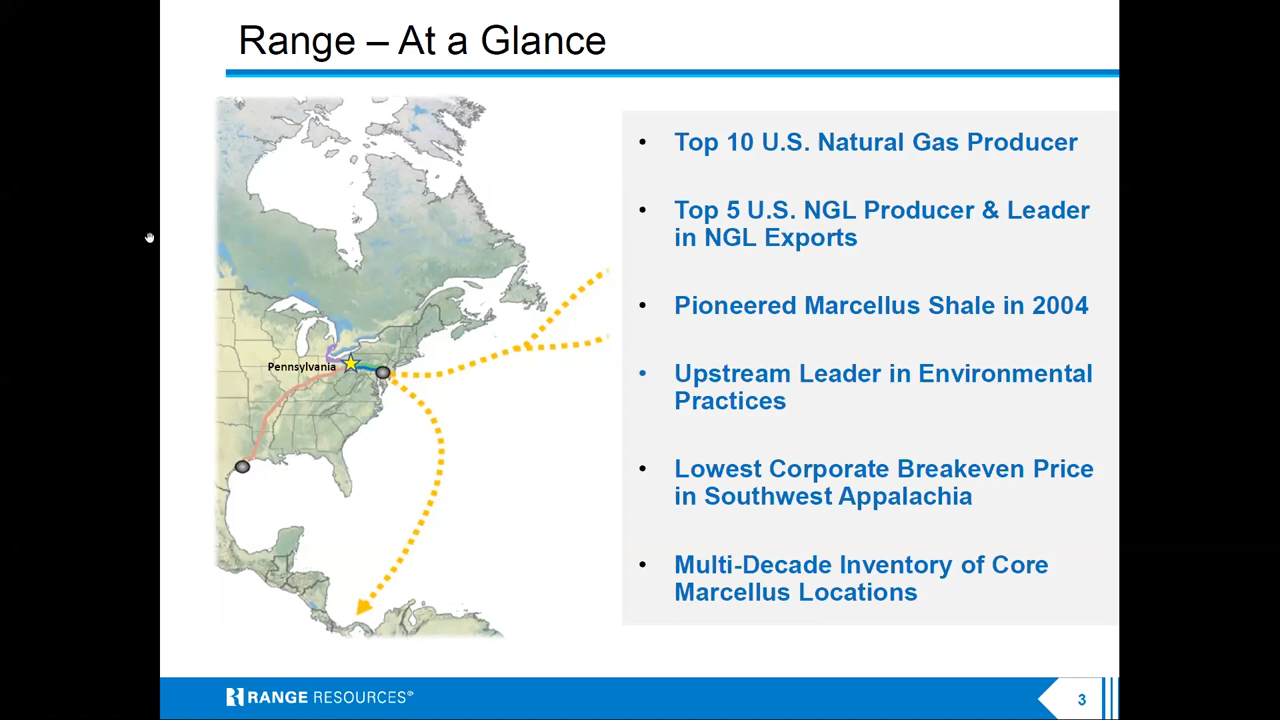 Range – At a Glance
Pennsylvania
• Top 10 U.S. Natural Gas Producer
• Top 5 U.S. NGL Producer & Leader
in NGL Exports
• Pioneered Marcellus Shale in 2004
• Upstream Leader in Environmental
Practices
• Lowest Corporate Breakeven Price
in Southwest Appalachia
• Multi-Decade Inventory of Core
Marcellus Locations
RANGE RESOURCES®
3